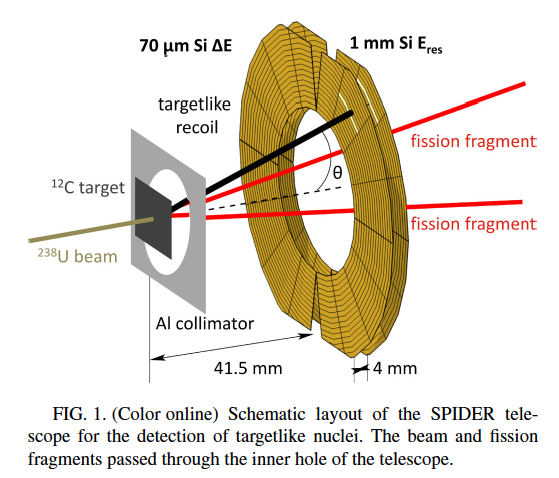 70 µm Si ΔE
1 mm Si Eres
targetlike
recoil
fission fragment
θ
12C target
fission fragment
238U beam
Al collimator
41.5 mm
4 mm
FIG. 1. (Color online) Schematic layout of the SPIDER tele-
scope for the detection of targetlike nuclei. The beam and fission
fragments passed through the inner hole of the telescope.